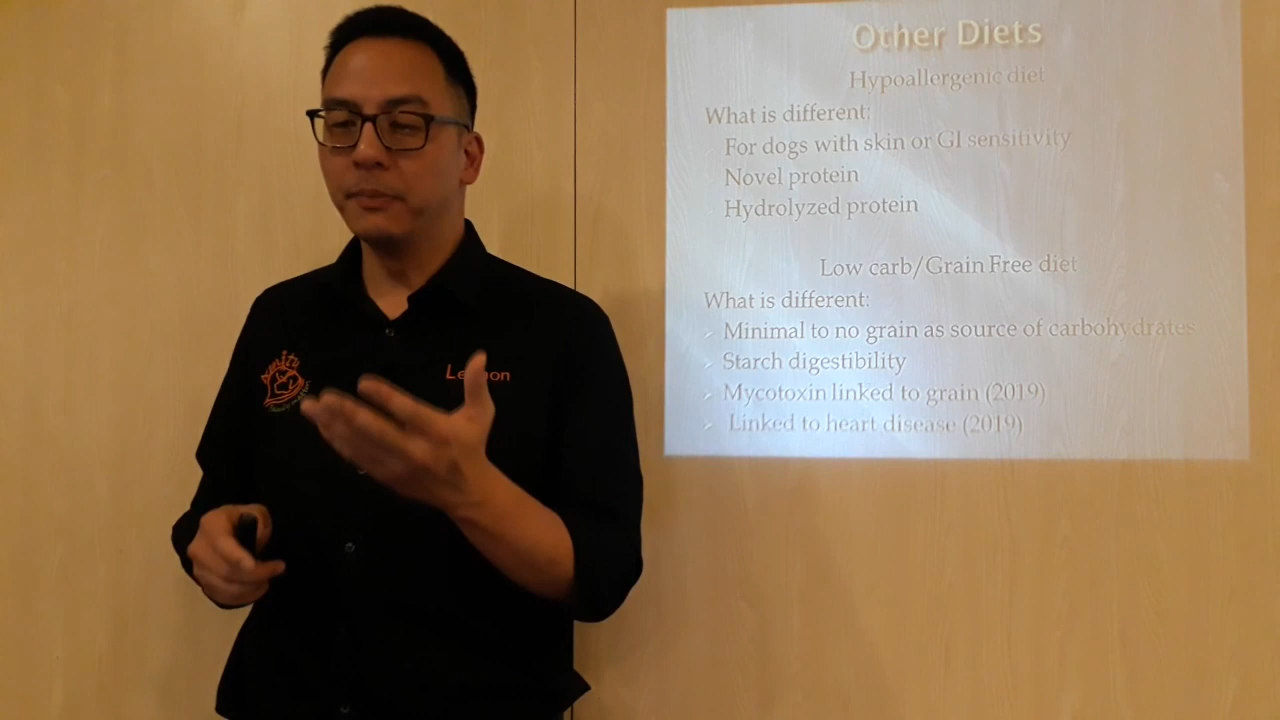 Other Diets
Hypoallergenic diet
What is different:
For dogs with skin or GI sensitivity
Novel protein
Hydrolyzed protein
Low carb/Grain Free diet
What is different:
Minimal to no grain as source of carbohydrates
Starch digestibility
Mycotoxin linked to grain (2019)
Linked to heart disease (2019)